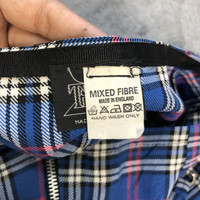 MIXED FIBRE
MADE IN ENGLAND
HAND WASH ONLY